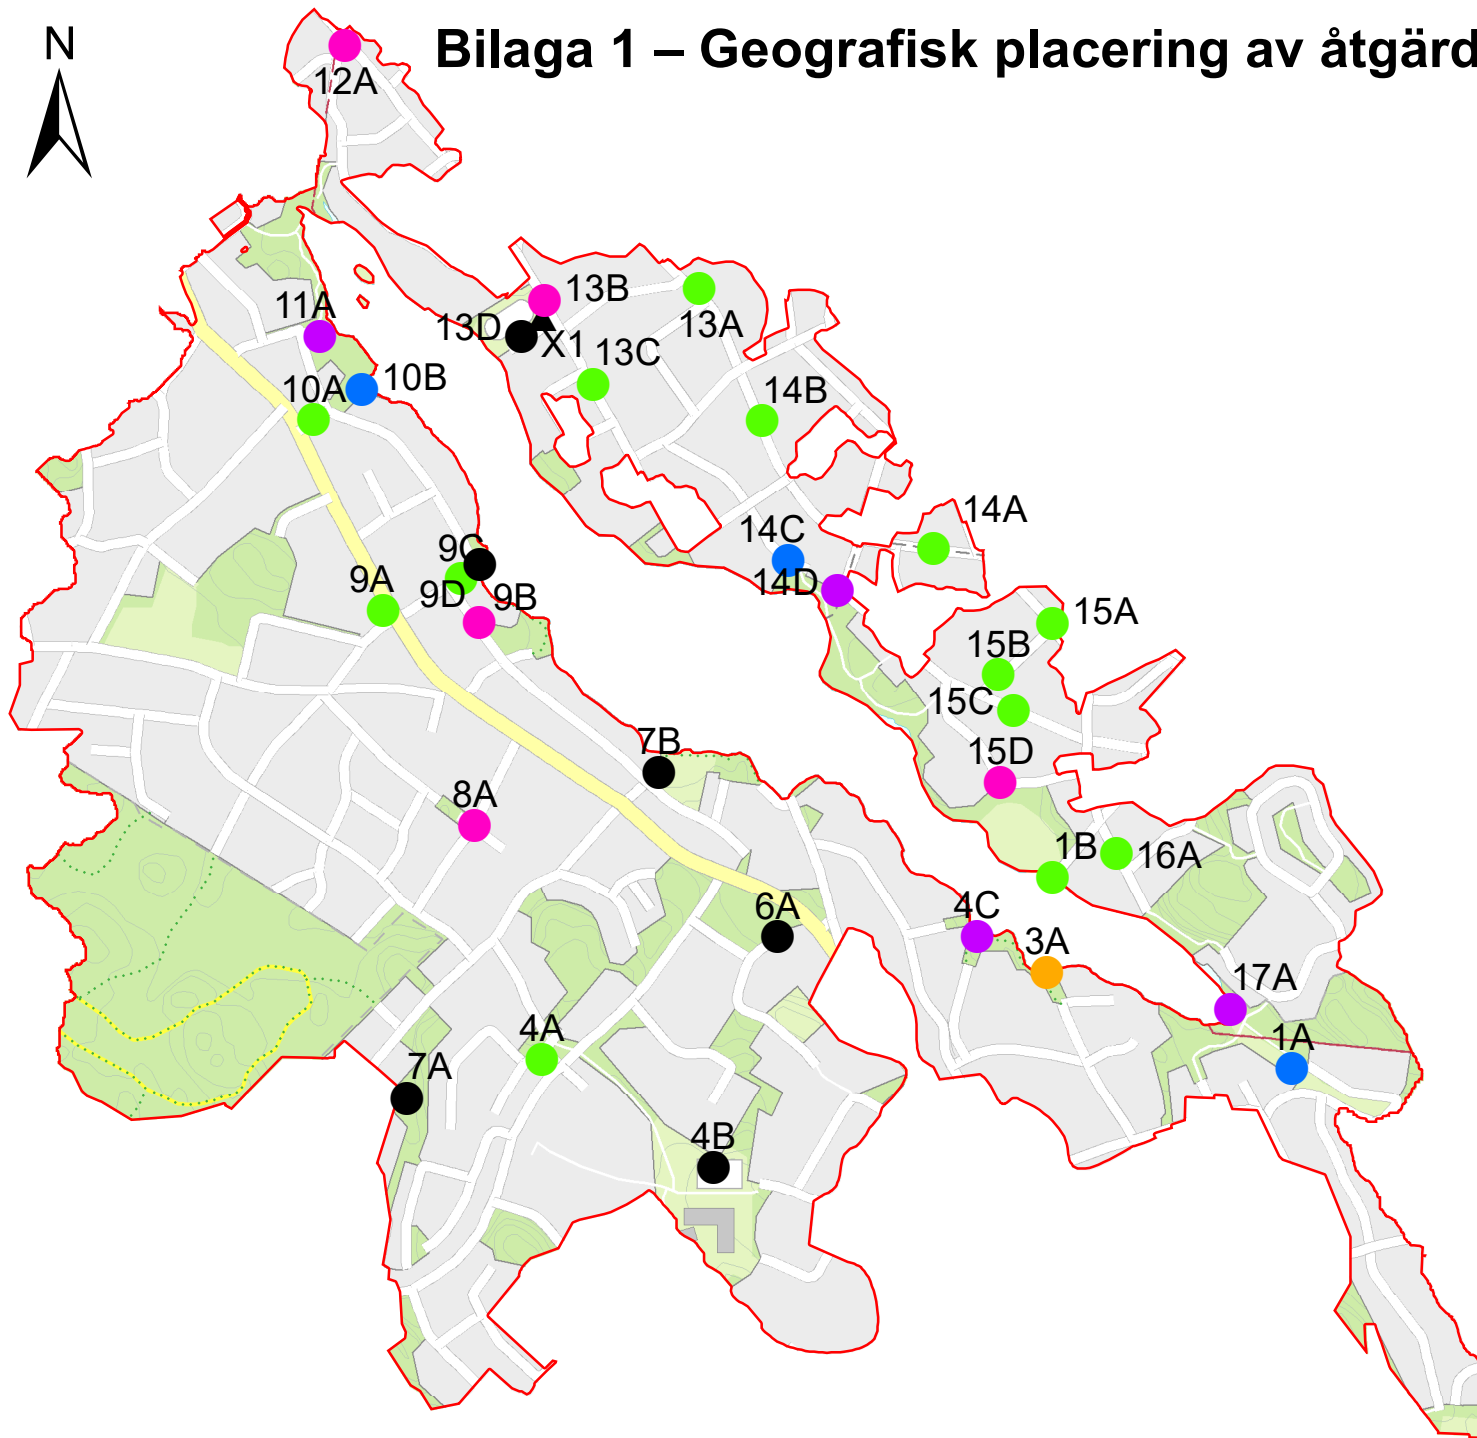 N
Bilaga 1 – Geografisk placering av åtgärd
12A
11A
13B
13A
13D
X1
13C
10A
10B
14B
14A
14C
14D
9C
9A
9D
9B
15A
15B
15C
15D
7B
8A
1B
16A
6A
4C
3A
17A
1A
4A
7A
4B